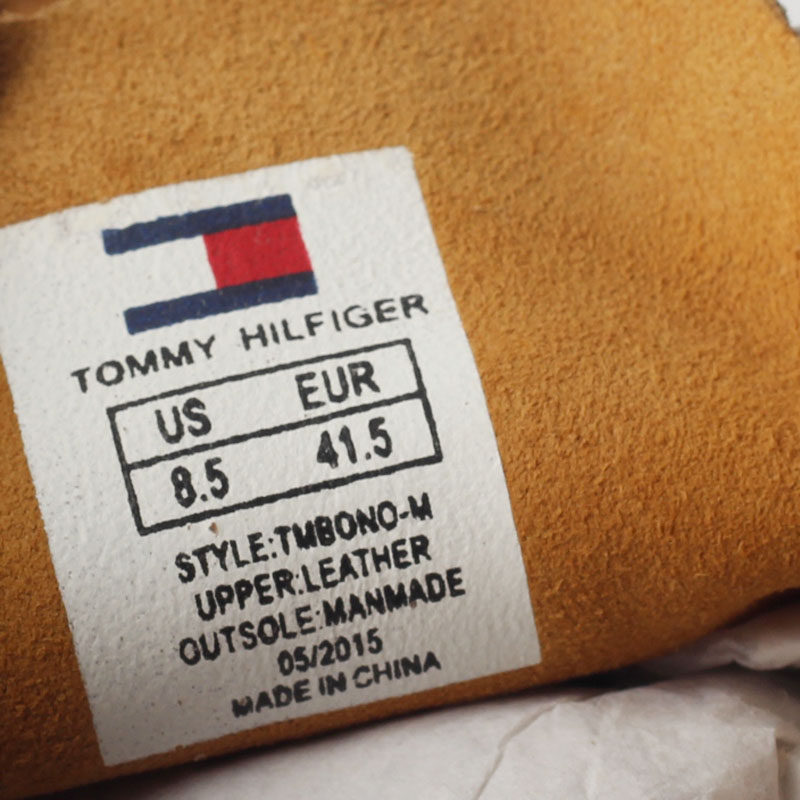 TOMMY HILFIGER
US EUR
8.5 41.5
STYLE:TMBONO-M
UPPER:LEATHER
OUTSOLE:MANMADE
05/2015
MADE IN CHINA